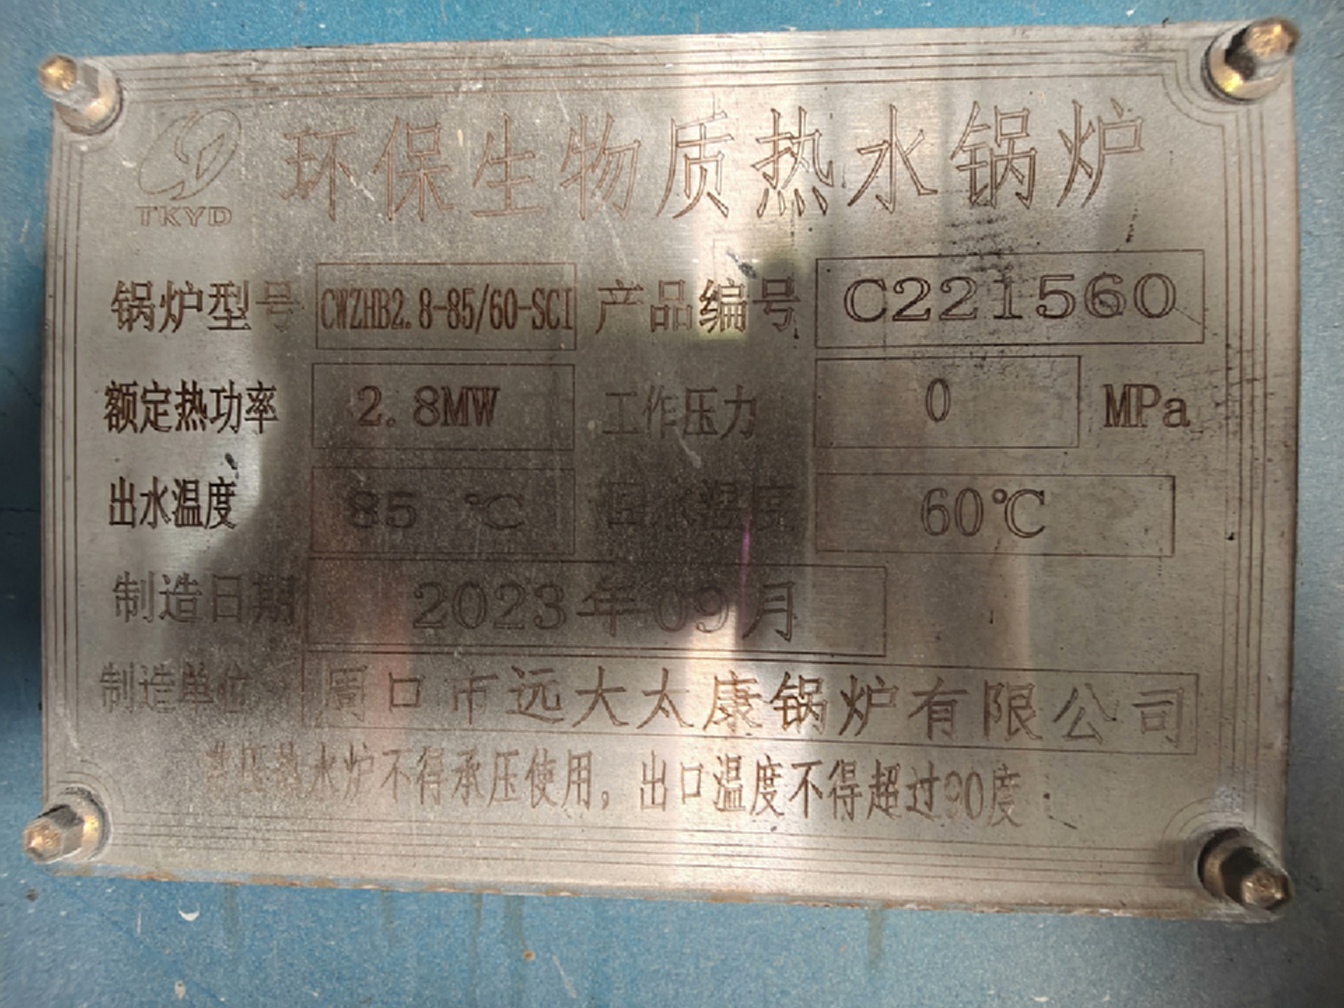 环保生物质热水锅炉
TKYD
锅炉型号 CWZHB2.8-85/60-SCI 产品编号 C221560
额定热功率 2.8MW 工作压力 0 MPa
出水温度 85 ℃ 回水温度 60℃
制造日期 2023年09月
制造单位 周口市远大太康锅炉有限公司
热水炉不得承压使用，出口温度不得超过90度